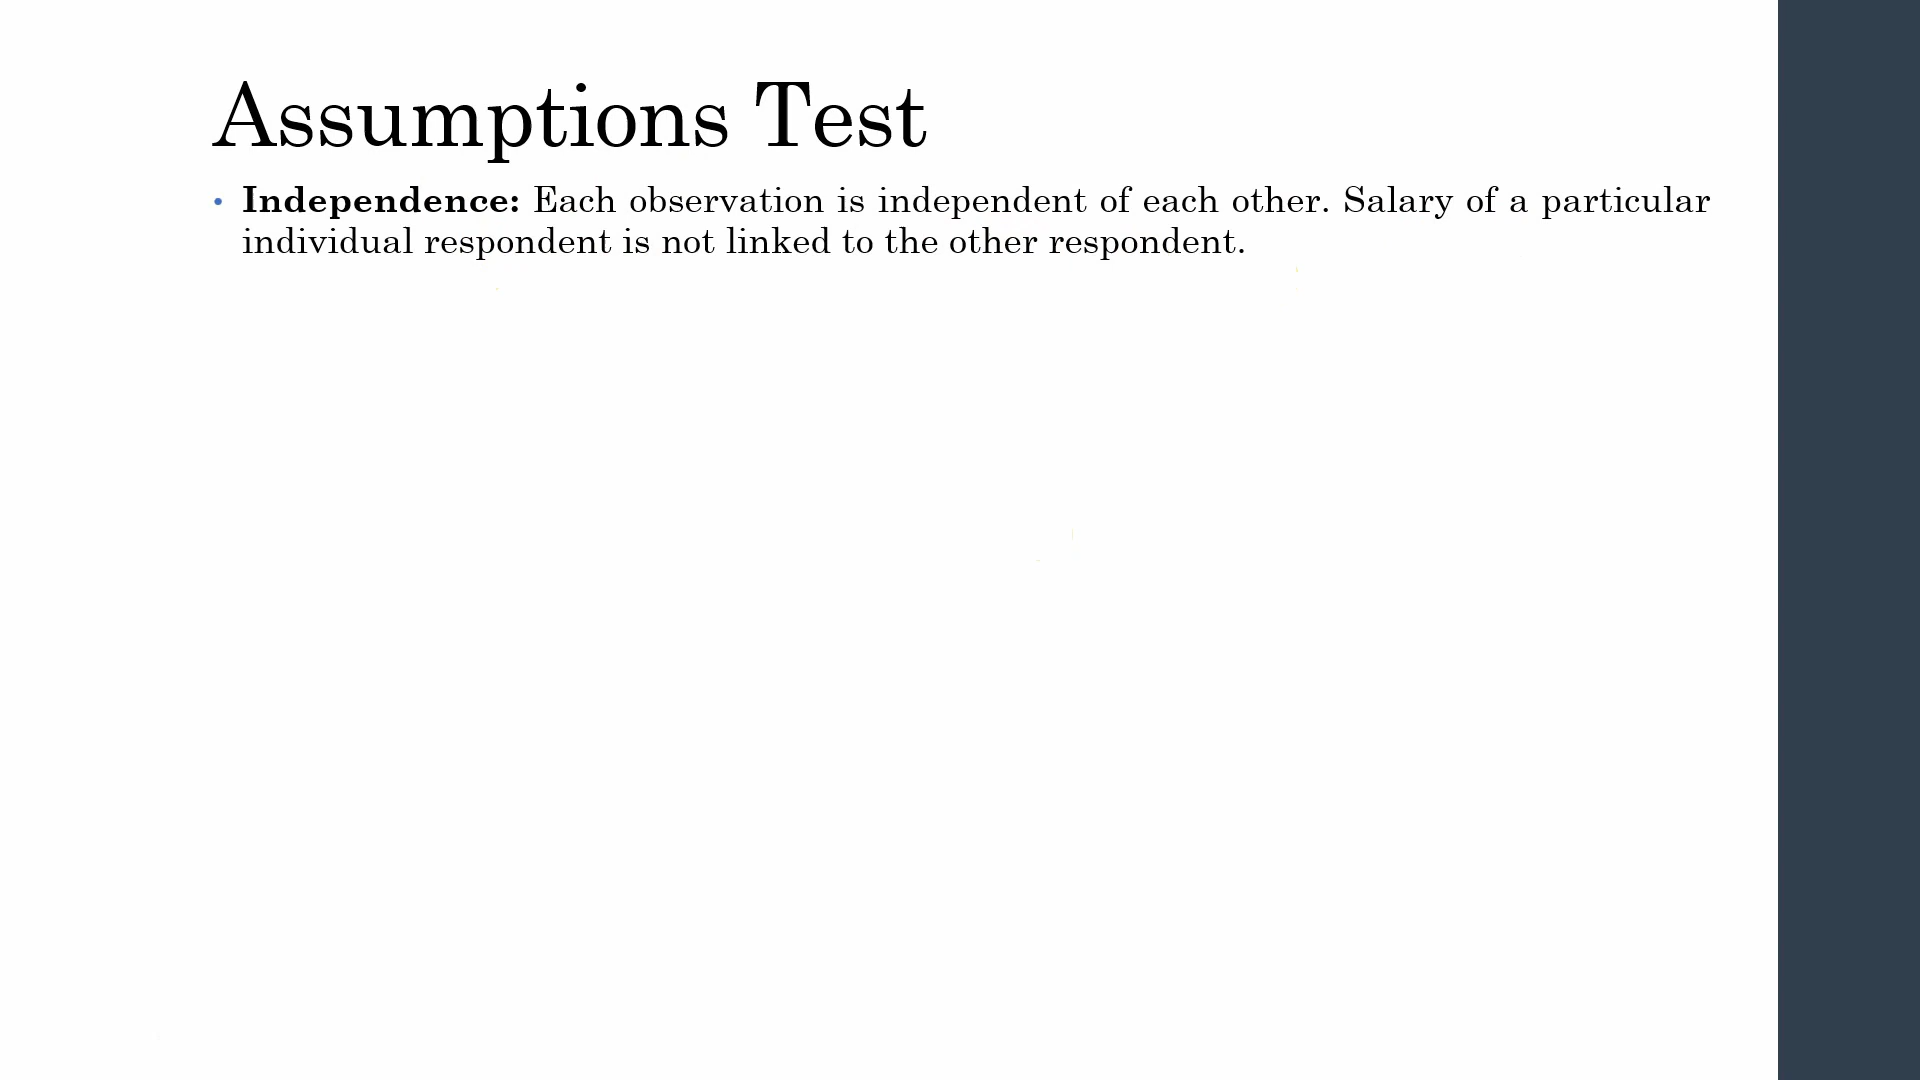 Assumptions Test
• Independence: Each observation is independent of each other. Salary of a particular
individual respondent is not linked to the other respondent.